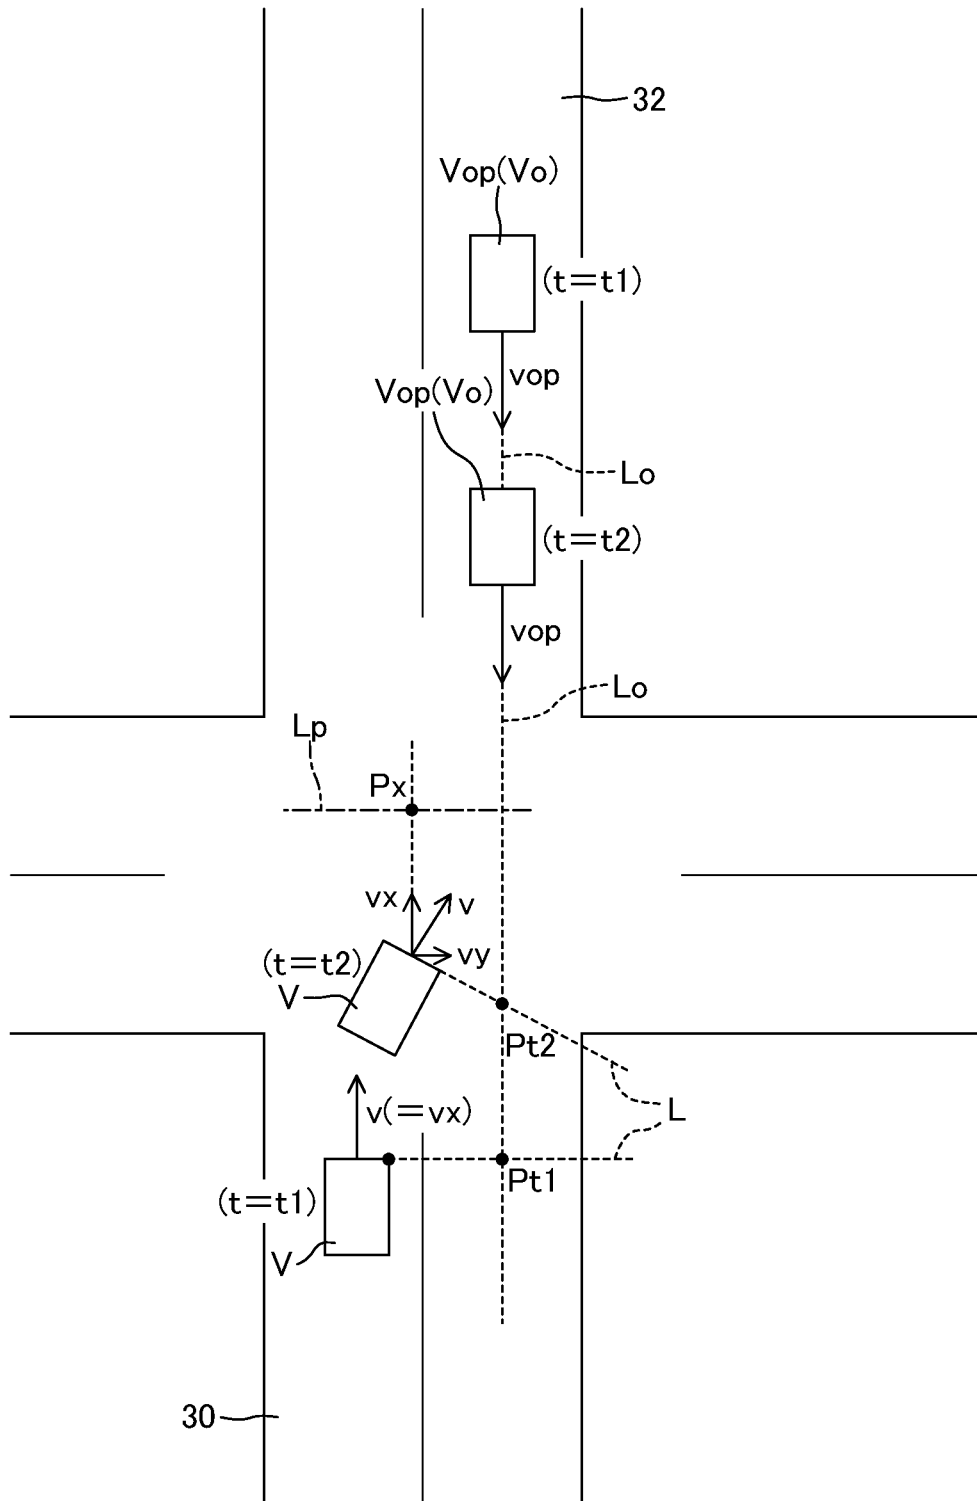 32
Vop(Vo)
(t=t1)
vop
Vop(Vo)
Lo
(t=t2)
vop
Lo
Lp
Px
vx
v
vy
(t=t2)
V
Pt2
L
v(=vx)
Pt1
(t=t1)
V
30